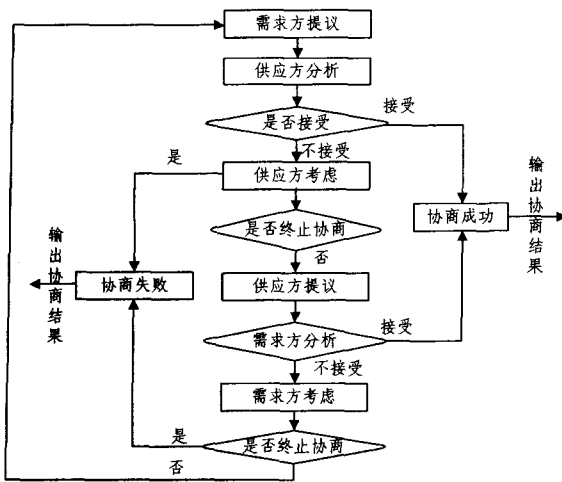 需求方提议
供应方分析
接受
是否接受
不接受
是
供应方考虑
输出协商结果
协商成功
是否终止协商
输出协商结果
否
协商失败
供应方提议
接受
需求方分析
不接受
需求方考虑
是
是否终止协商
否